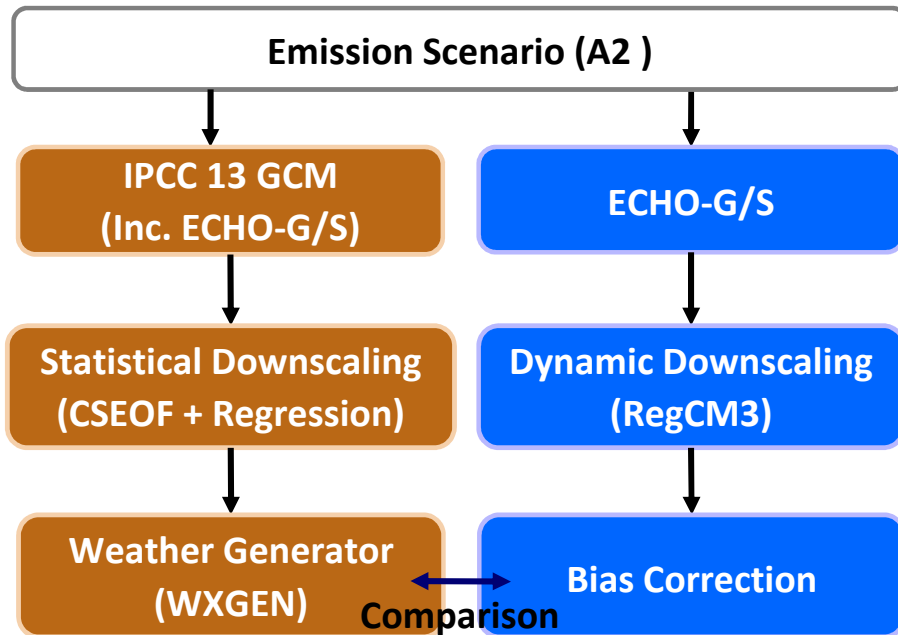 Emission Scenario (A2 )
IPCC 13 GCM
(Inc. ECHO-G/S)
ECHO-G/S
Statistical Downscaling
(CSEOF + Regression)
Dynamic Downscaling
(RegCM3)
Weather Generator
(WXGEN)
Bias Correction
Comparison